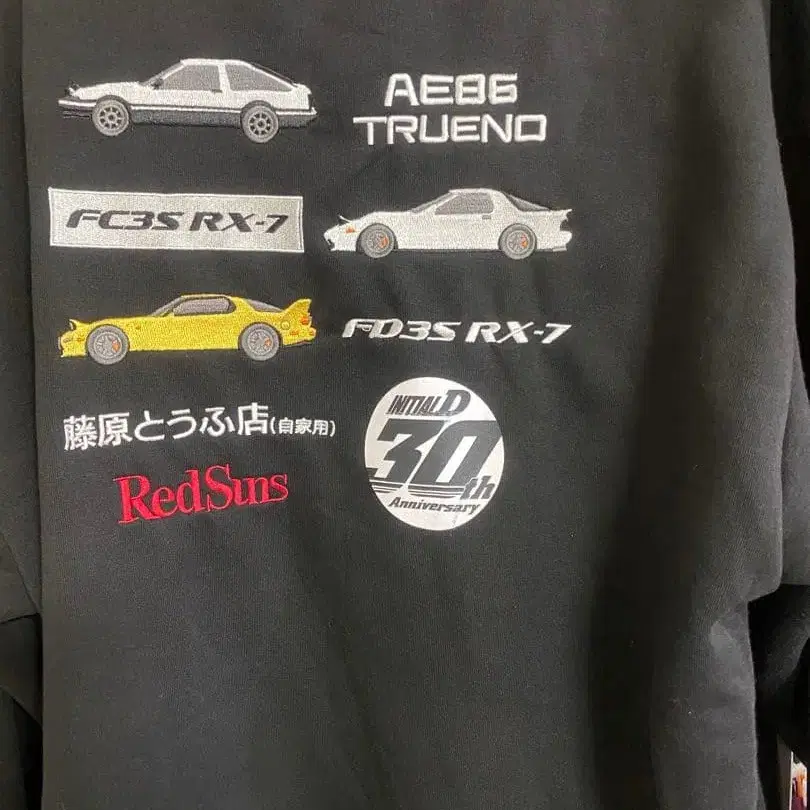 AE86
TRUENO
FC3S RX-7
FD3S RX-7
藤原とうふ店(自家用)
RedSuns
INITIAL D
30th
Anniversary